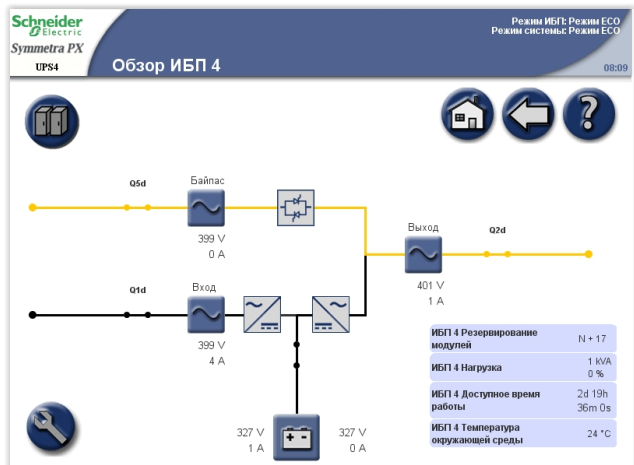 Schneider
Electric
Symmetra PX
UPS4
Обзор ИБП 4
Режим ИБП: Режим ECO
Режим системы: Режим ECO
08:09
Q5d
Байпас
399 V
0 A
Выход
Q2d
401 V
1 A
Q1d
Вход
399 V
4 A
327 V
1 A
327 V
0 A
ИБП 4 Резервирование
модулей
N + 17
ИБП 4 Нагрузка
1 kVA
0 %
ИБП 4 Доступное время
работы
2d 19h
36m 0s
ИБП 4 Температура
окружающей среды
24 °C